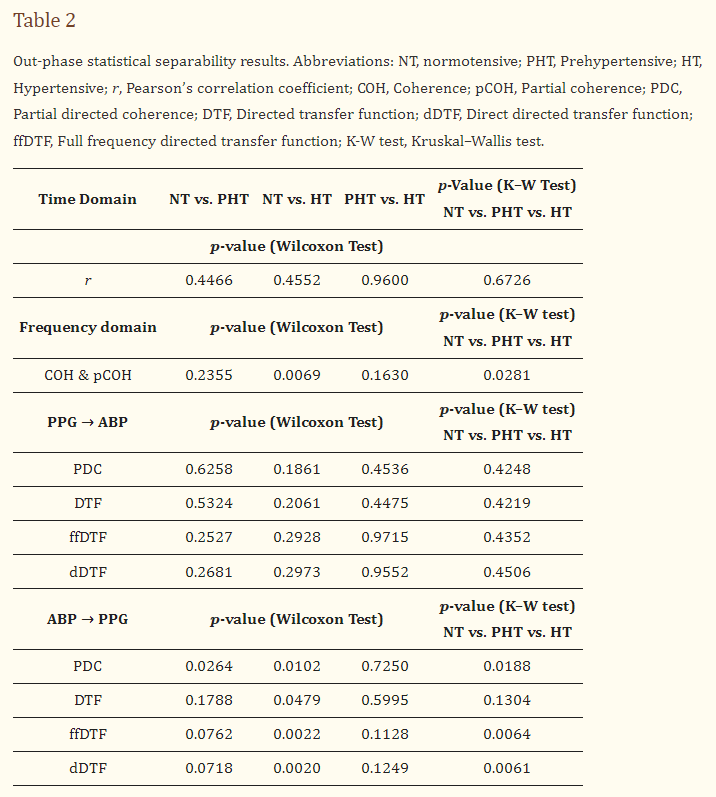 Table 2
Out-phase statistical separability results. Abbreviations: NT, normotensive; PHT, Prehypertensive; HT,
Hypertensive; r, Pearson’s correlation coefficient; COH, Coherence; pCOH, Partial coherence; PDC,
Partial directed coherence; DTF, Directed transfer function; dDTF, Direct directed transfer function;
ffDTF, Full frequency directed transfer function; K-W test, Kruskal–Wallis test.
Time Domain NT vs. PHT NT vs. HT PHT vs. HT p-Value (K–W Test)
NT vs. PHT vs. HT
p-value (Wilcoxon Test)
r 0.4466 0.4552 0.9600 0.6726
Frequency domain p-value (Wilcoxon Test) p-value (K–W test)
NT vs. PHT vs. HT
COH & pCOH 0.2355 0.0069 0.1630 0.0281
PPG → ABP p-value (Wilcoxon Test) p-value (K–W test)
NT vs. PHT vs. HT
PDC 0.6258 0.1861 0.4536 0.4248
DTF 0.5324 0.2061 0.4475 0.4219
ffDTF 0.2527 0.2928 0.9715 0.4352
dDTF 0.2681 0.2973 0.9552 0.4506
ABP → PPG p-value (Wilcoxon Test) p-value (K–W test)
NT vs. PHT vs. HT
PDC 0.0264 0.0102 0.7250 0.0188
DTF 0.1788 0.0479 0.5995 0.1304
ffDTF 0.0762 0.0022 0.1128 0.0064
dDTF 0.0718 0.0020 0.1249 0.0061